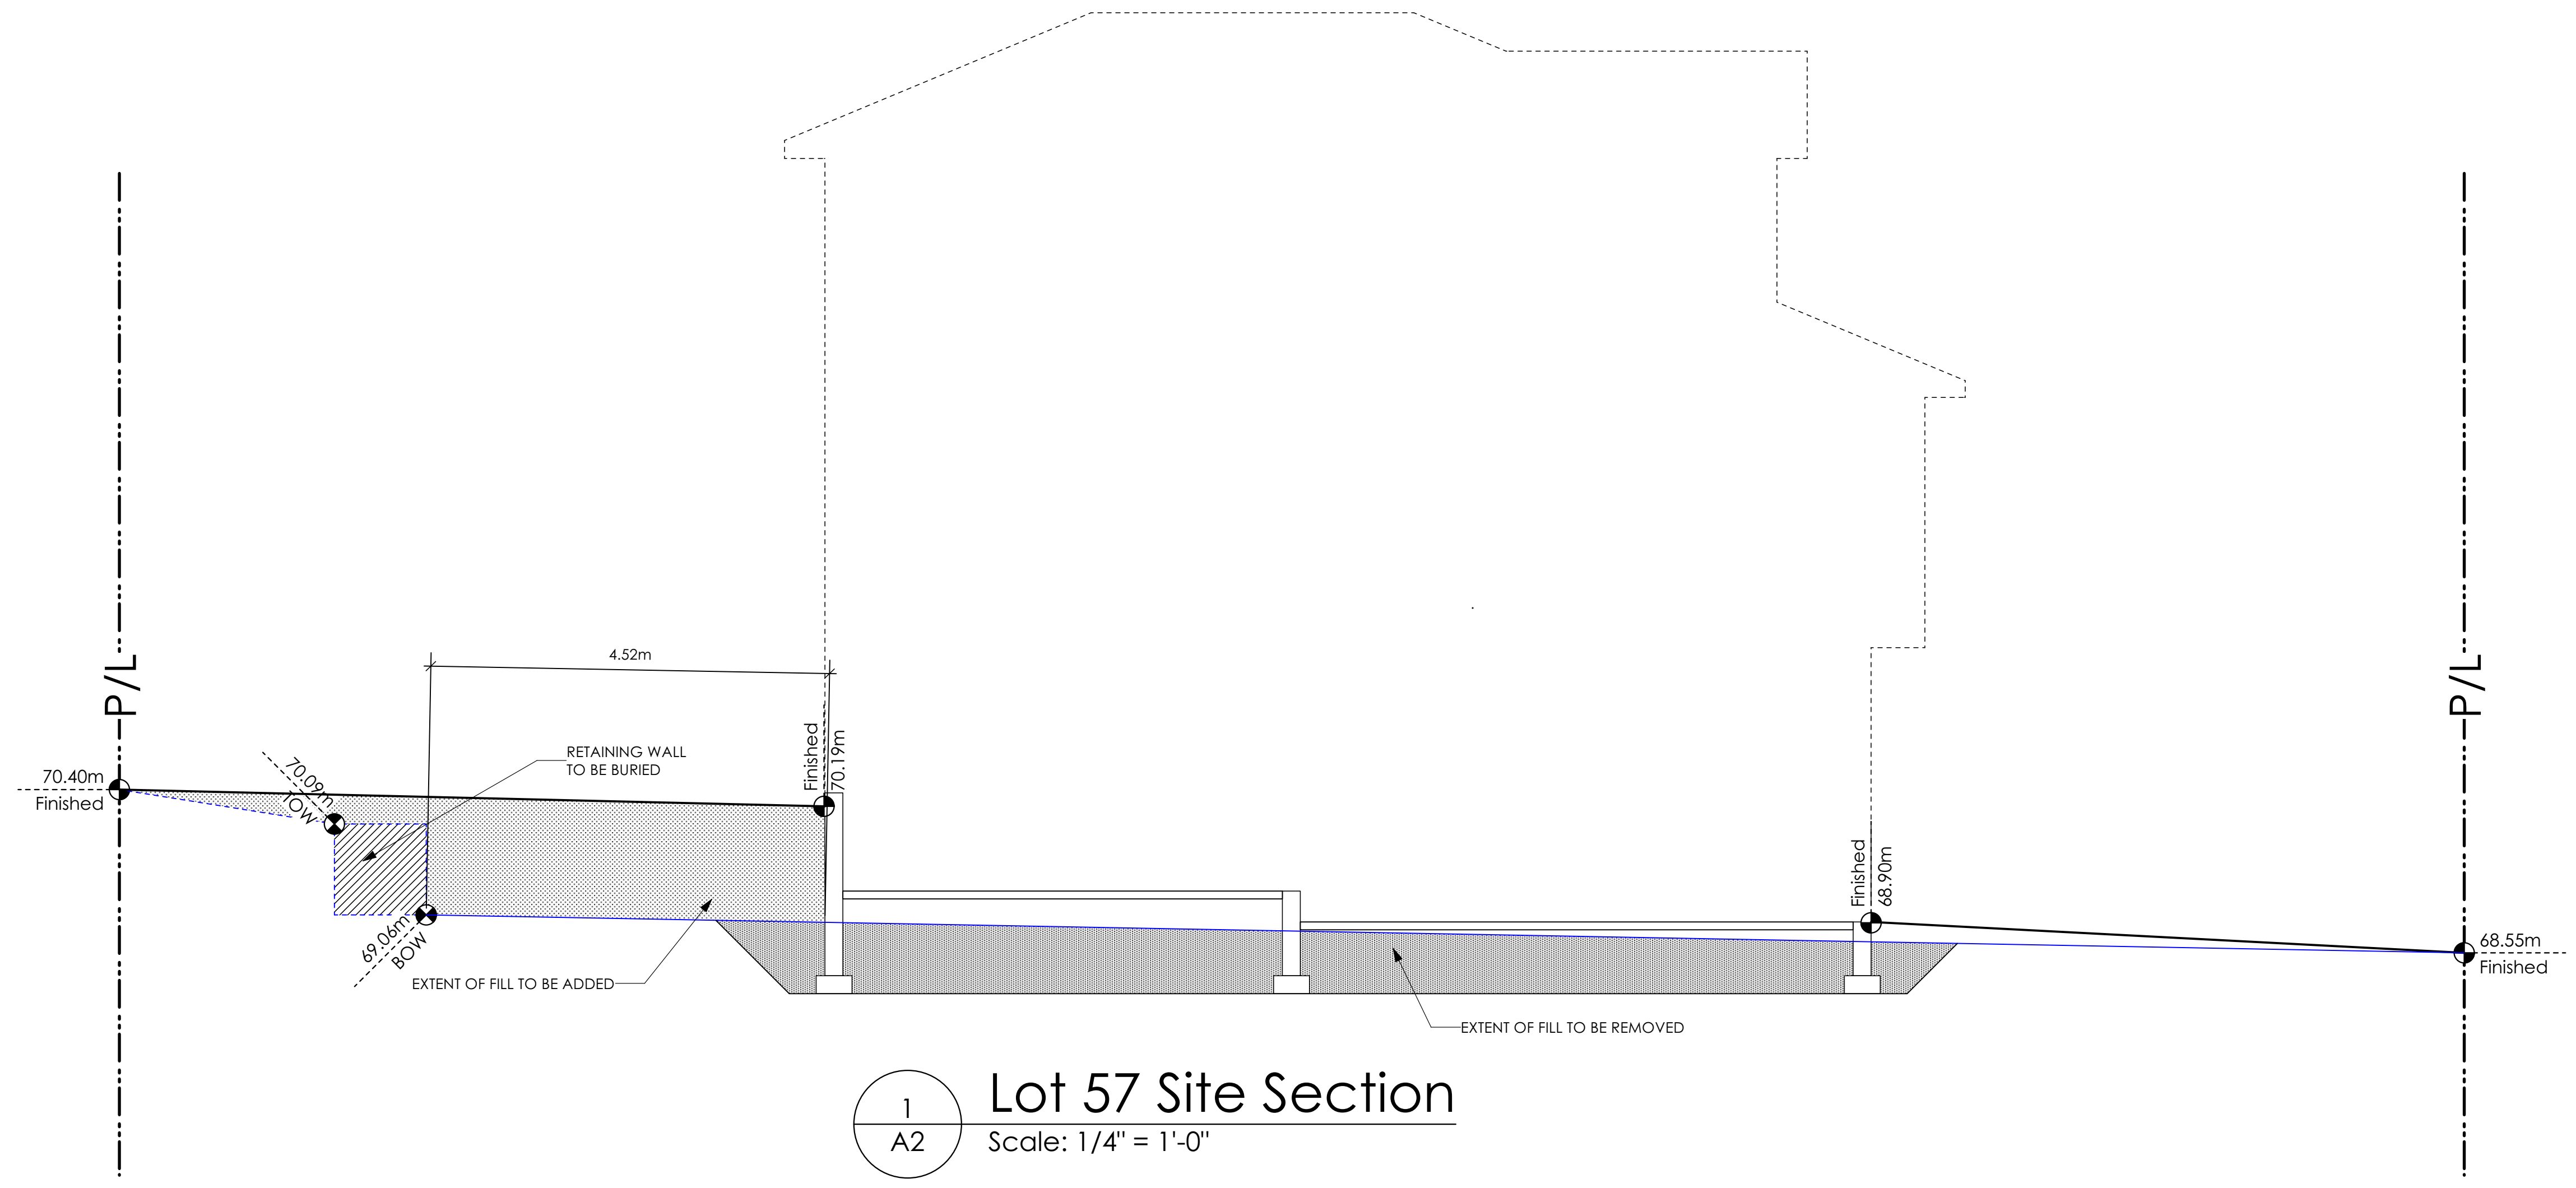 P/L
P/L
4.52m
RETAINING WALL
TO BE BURIED
Finished
70.19m
70.40m
Finished
70.09m
TOW
Finished
68.90m
69.06m
BOW
68.55m
Finished
EXTENT OF FILL TO BE ADDED
EXTENT OF FILL TO BE REMOVED
1
A2
Lot 57 Site Section
Scale: 1/4" = 1'-0"